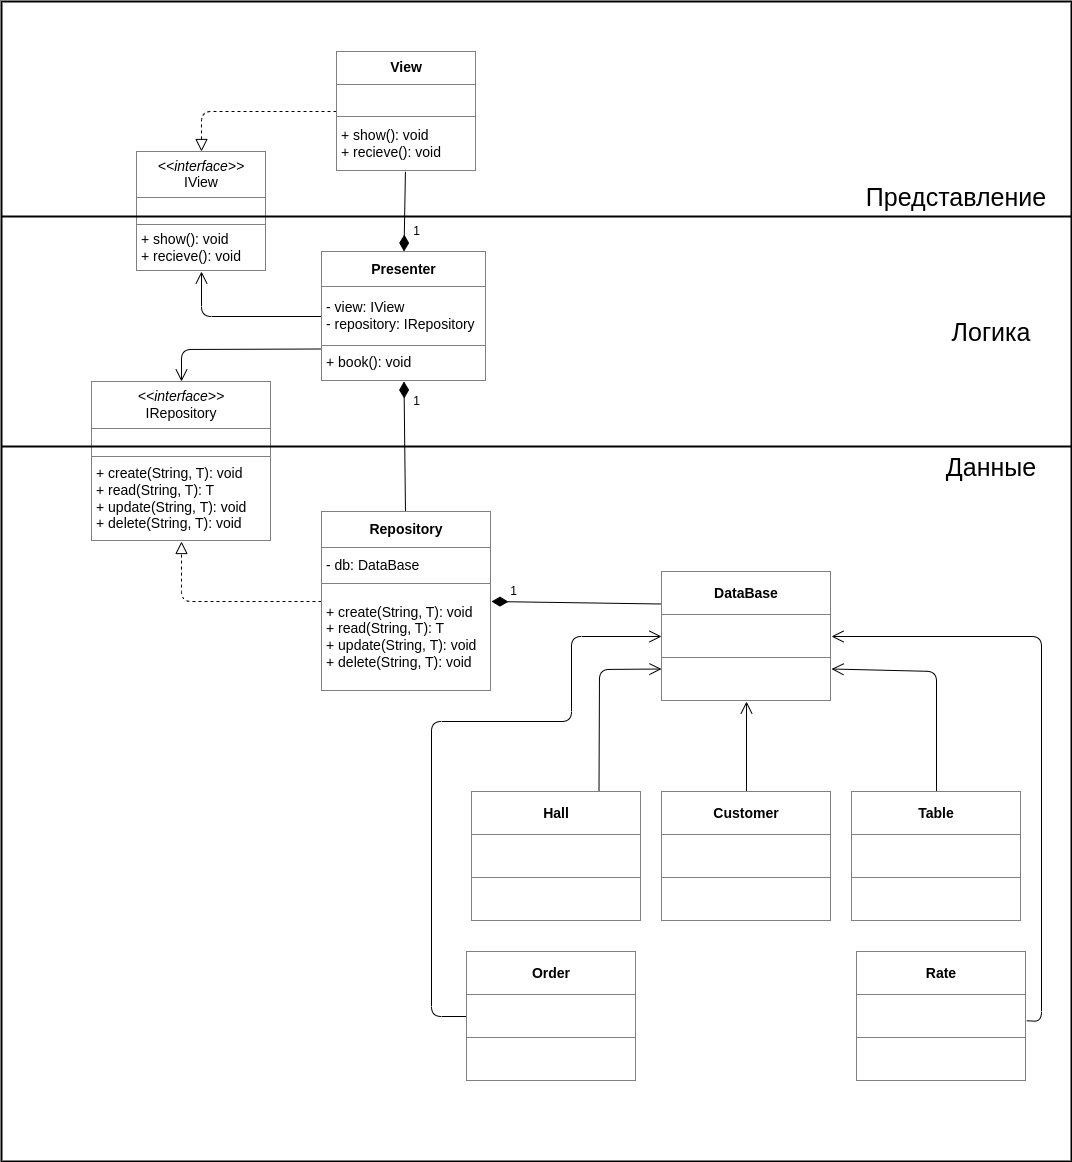 View
+ show(): void
+ recieve(): void
<<interface>>
IView
+ show(): void
+ recieve(): void
Представление
1
Presenter
- view: IView
- repository: IRepository
+ book(): void
1
Логика
<<interface>>
IRepository
+ create(String, T): void
+ read(String, T): T
+ update(String, T): void
+ delete(String, T): void
Данные
Repository
- db: DataBase
+ create(String, T): void
+ read(String, T): T
+ update(String, T): void
+ delete(String, T): void
1
DataBase
Hall
Customer
Table
Order
Rate